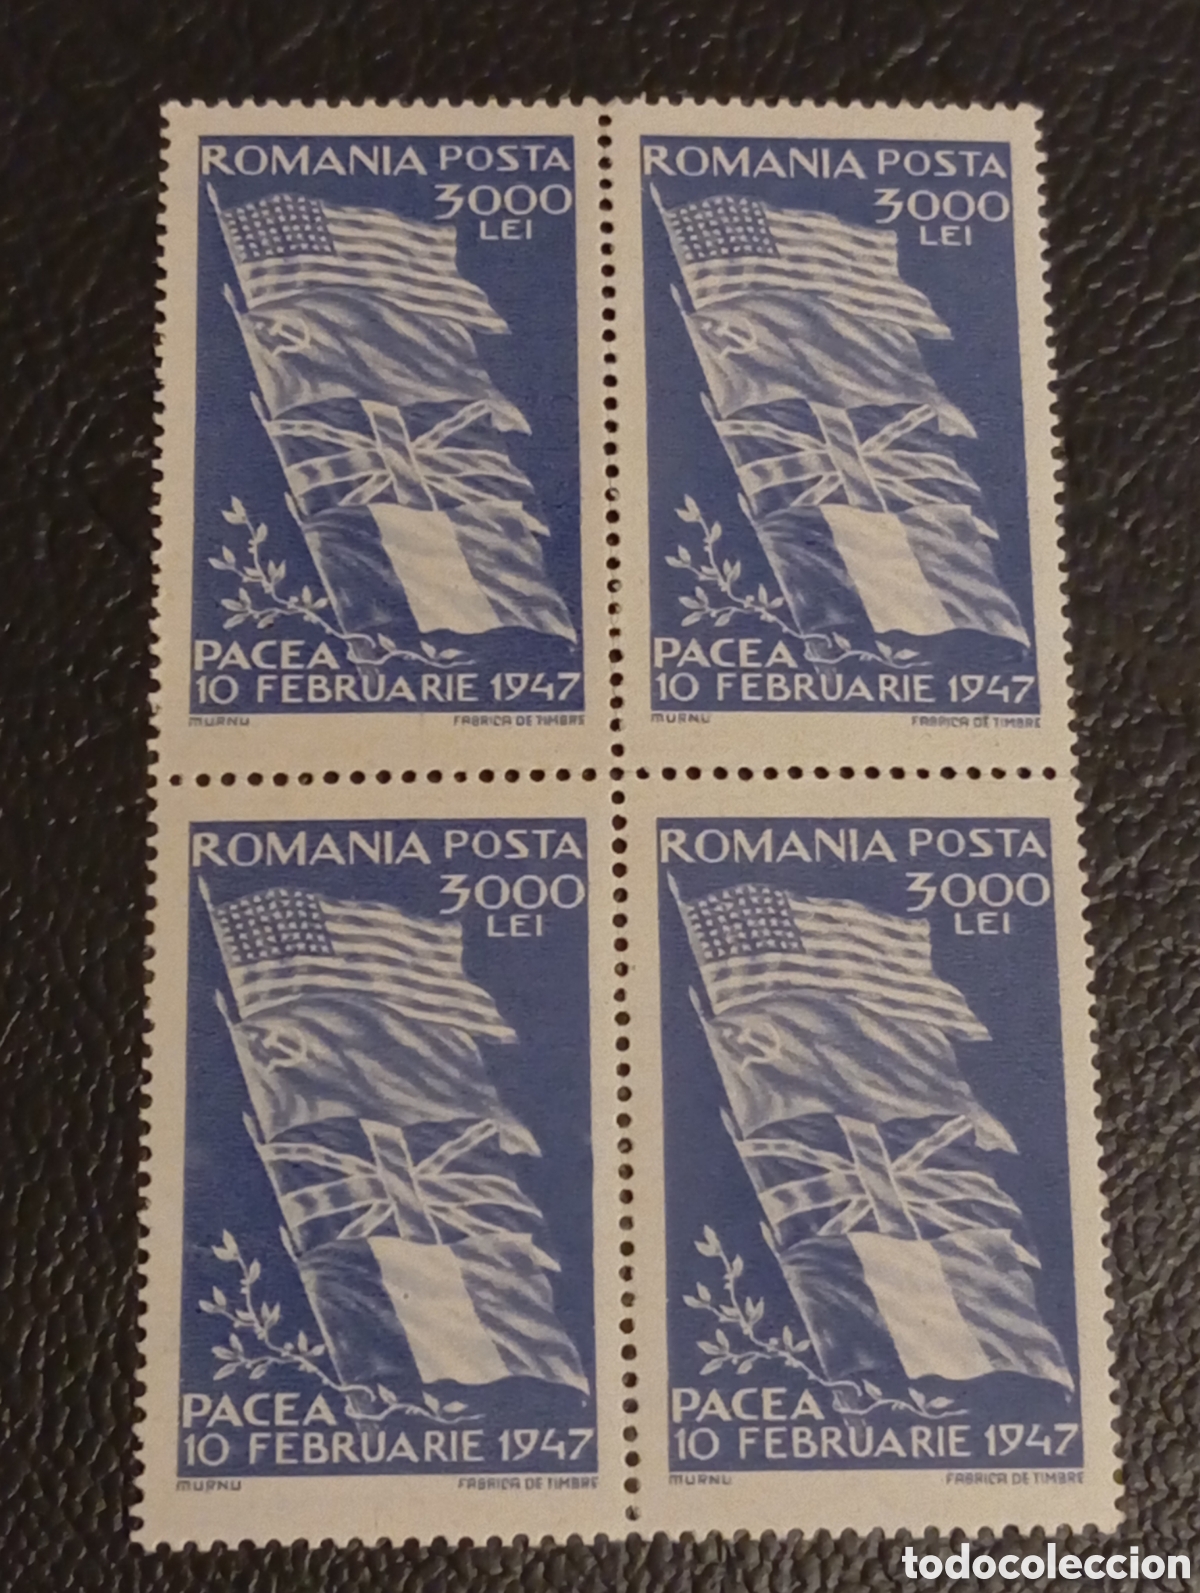 ROMANIA POSTA
3000
LEI
PACEA
10 FEBRUARIE 1947
MURNU FABRICA DE TIMBRE
ROMANIA POSTA
3000
LEI
PACEA
10 FEBRUARIE 1947
MURNU FABRICA DE TIMBRE
ROMANIA POSTA
3000
LEI
PACEA
10 FEBRUARIE 1947
MURNU FABRICA DE TIMBRE
ROMANIA POSTA
3000
LEI
PACEA
10 FEBRUARIE 1947
MURNU FABRICA DE TIMBRE
todocoleccion